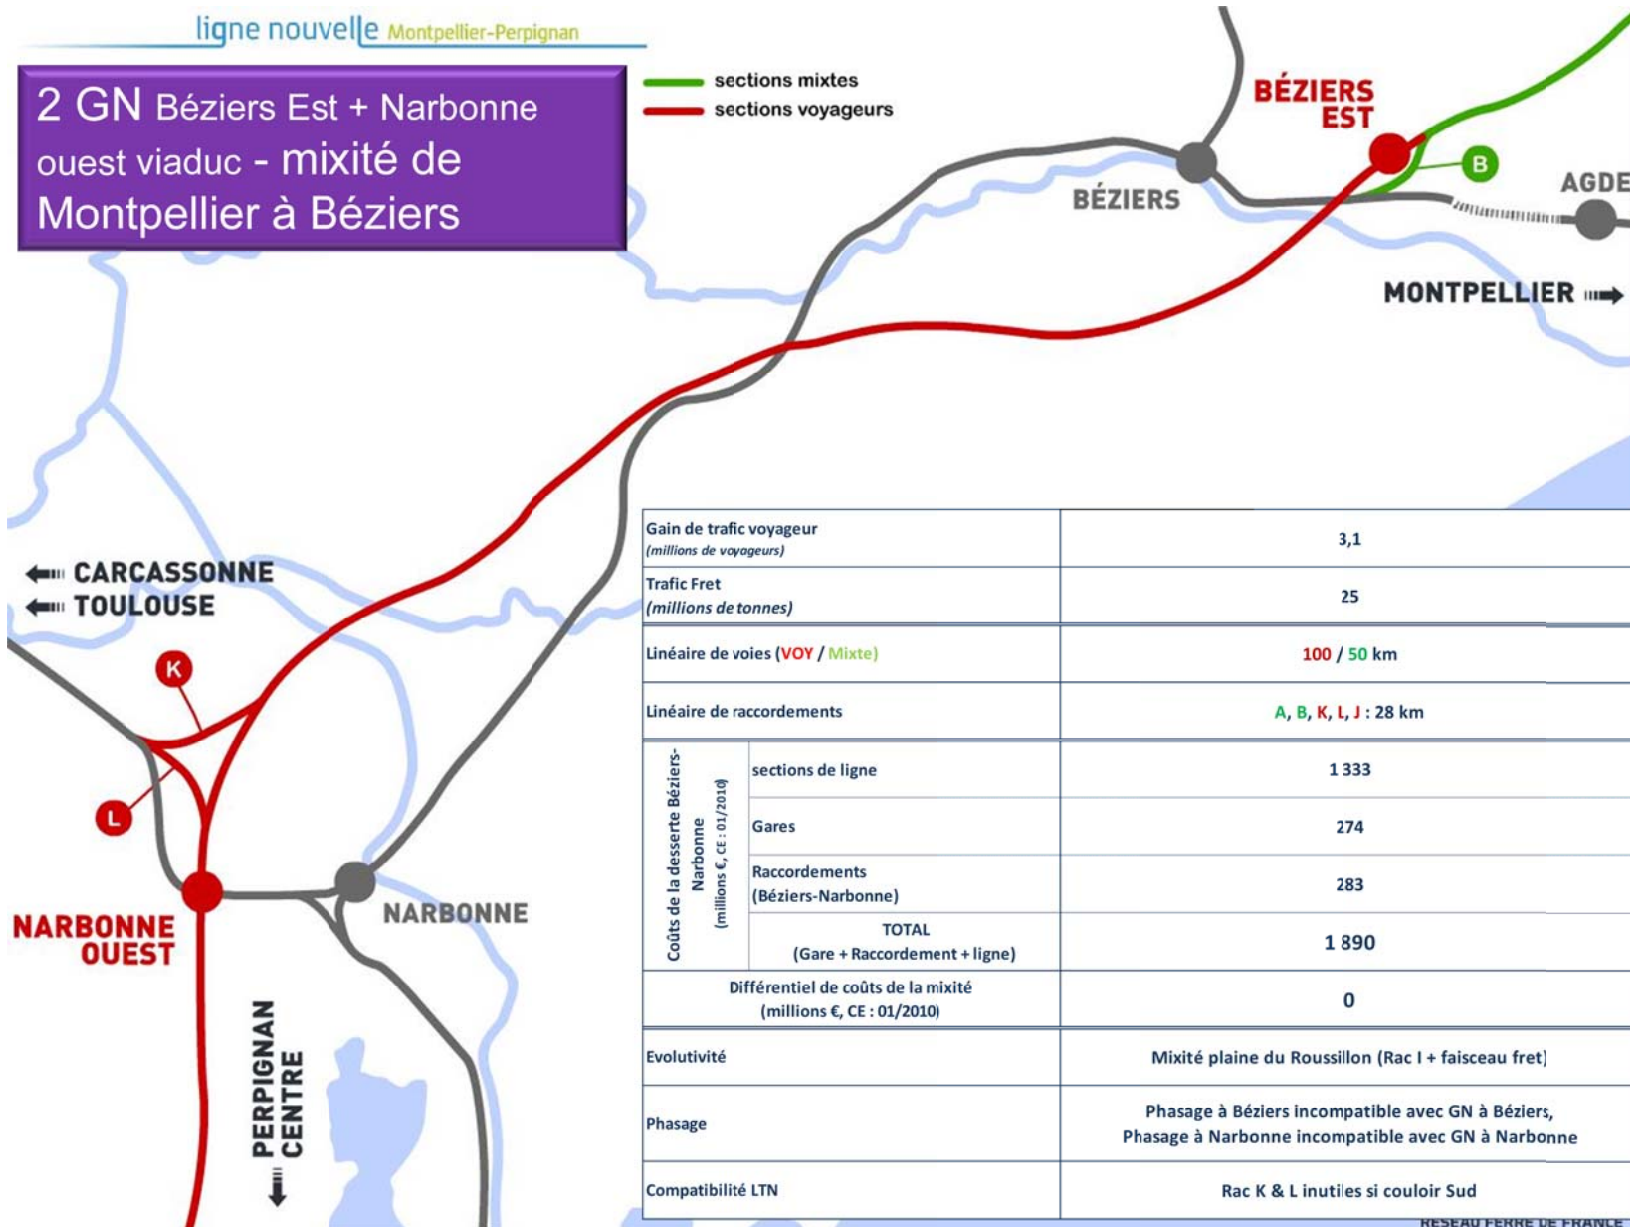 ligne nouvelle Montpellier-Perpignan
2 GN Béziers Est + Narbonne
ouest viaduc - mixité de
Montpellier à Béziers
sections mixtes
sections voyageurs
BÉZIERS
EST
B
BÉZIERS
AGDE
MONTPELLIER
CARCASSONNE
TOULOUSE
K
L
NARBONNE
OUEST
NARBONNE
PERPIGNAN
CENTRE
Gain de trafic voyageur
(millions de voyageurs)
3,1
Trafic Fret
(millions de tonnes)
25
Linéaire de voies (VOY / Mixte)
100 / 50 km
Linéaire de raccordements
A, B, K, L, J : 28 km
Coûts de la desserte Béziers-
Narbonne
(millions €, CE : 01/2010)
sections de ligne
1 333
Gares
274
Raccordements
(Béziers-Narbonne)
283
TOTAL
(Gare + Raccordement + ligne)
1 890
Différentiel de coûts de la mixité
(millions €, CE : 01/2010)
0
Evolutivité
Mixité plaine du Roussillon (Rac I + faisceau fret)
Phasage
Phasage à Béziers incompatible avec GN à Béziers,
Phasage à Narbonne incompatible avec GN à Narbonne
Compatibilité LTN
Rac K & L inutiles si couloir Sud
RESEAU FERRE DE FRANCE